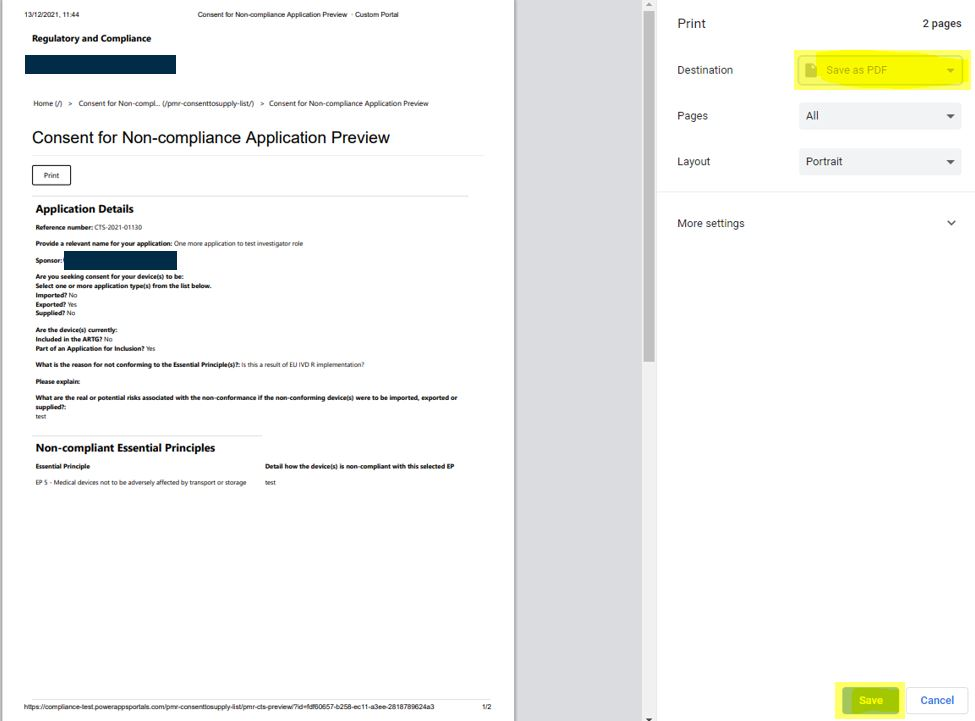 13/12/2021, 11:44 Consent for Non-compliance Application Preview · Custom Portal
Regulatory and Compliance
Home (/) > Consent for Non-compl... (/pmr-consenttosupply-list/) > Consent for Non-compliance Application Preview
Consent for Non-compliance Application Preview
Print
Application Details
Reference number: CTS-2021-01130
Provide a relevant name for your application: One more application to test investigator role
Sponsor:
Are you seeking consent for your device(s) to be:
Select one or more application type(s) from the list below.
Imported? No
Exported? Yes
Supplied? No
Are the device(s) currently:
Included in the ARTG? No
Part of an Application for Inclusion? Yes
What is the reason for not conforming to the Essential Principle(s)?: Is this a result of EU IVD R implementation?
Please explain:
What are the real or potential risks associated with the non-conformance if the non-conforming device(s) were to be imported, exported or
supplied?:
test
Non-compliant Essential Principles
Essential Principle Detail how the device(s) is non-compliant with this selected EP
EP 5 - Medical devices not to be adversely affected by transport or storage test
https://compliance-test.powerappsportals.com/pmr-consenttosupply-list/pmr-cts-preview/?id=fdf60657-b258-ec11-a3ee-2818789624a3 1/2
Print 2 pages
Destination Save as PDF
Pages All
Layout Portrait
More settings
Save Cancel